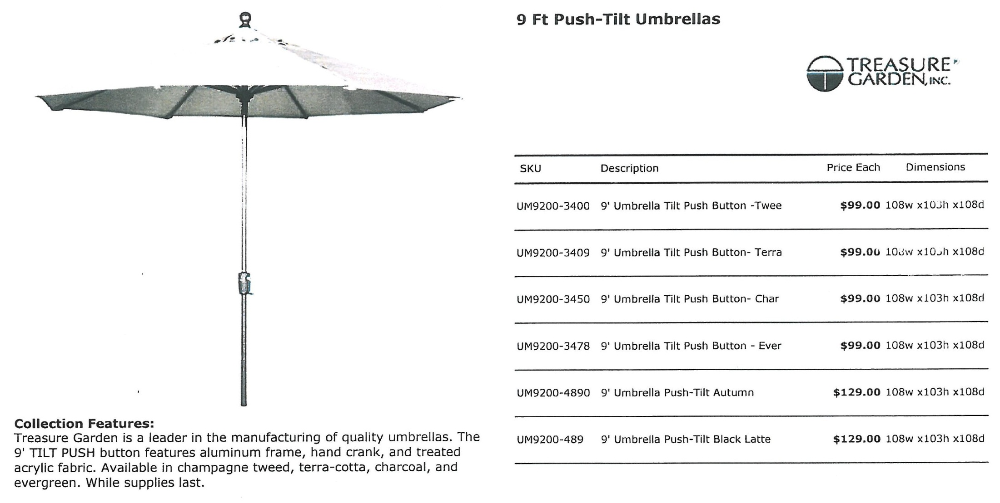 9 Ft Push-Tilt Umbrellas
TREASURE
GARDEN, INC.
SKU Description Price Each Dimensions
UM9200-3400 9' Umbrella Tilt Push Button -Twee $99.00 108w x103h x108d
UM9200-3409 9' Umbrella Tilt Push Button- Terra $99.00 108w x103h x108d
UM9200-3450 9' Umbrella Tilt Push Button- Char $99.00 108w x103h x108d
UM9200-3478 9' Umbrella Tilt Push Button - Ever $99.00 108w x103h x108d
UM9200-4890 9' Umbrella Push-Tilt Autumn $129.00 108w x103h x108d
UM9200-489 9' Umbrella Push-Tilt Black Latte $129.00 108w x103h x108d
Collection Features:
Treasure Garden is a leader in the manufacturing of quality umbrellas. The
9' TILT PUSH button features aluminum frame, hand crank, and treated
acrylic fabric. Available in champagne tweed, terra-cotta, charcoal, and
evergreen. While supplies last.